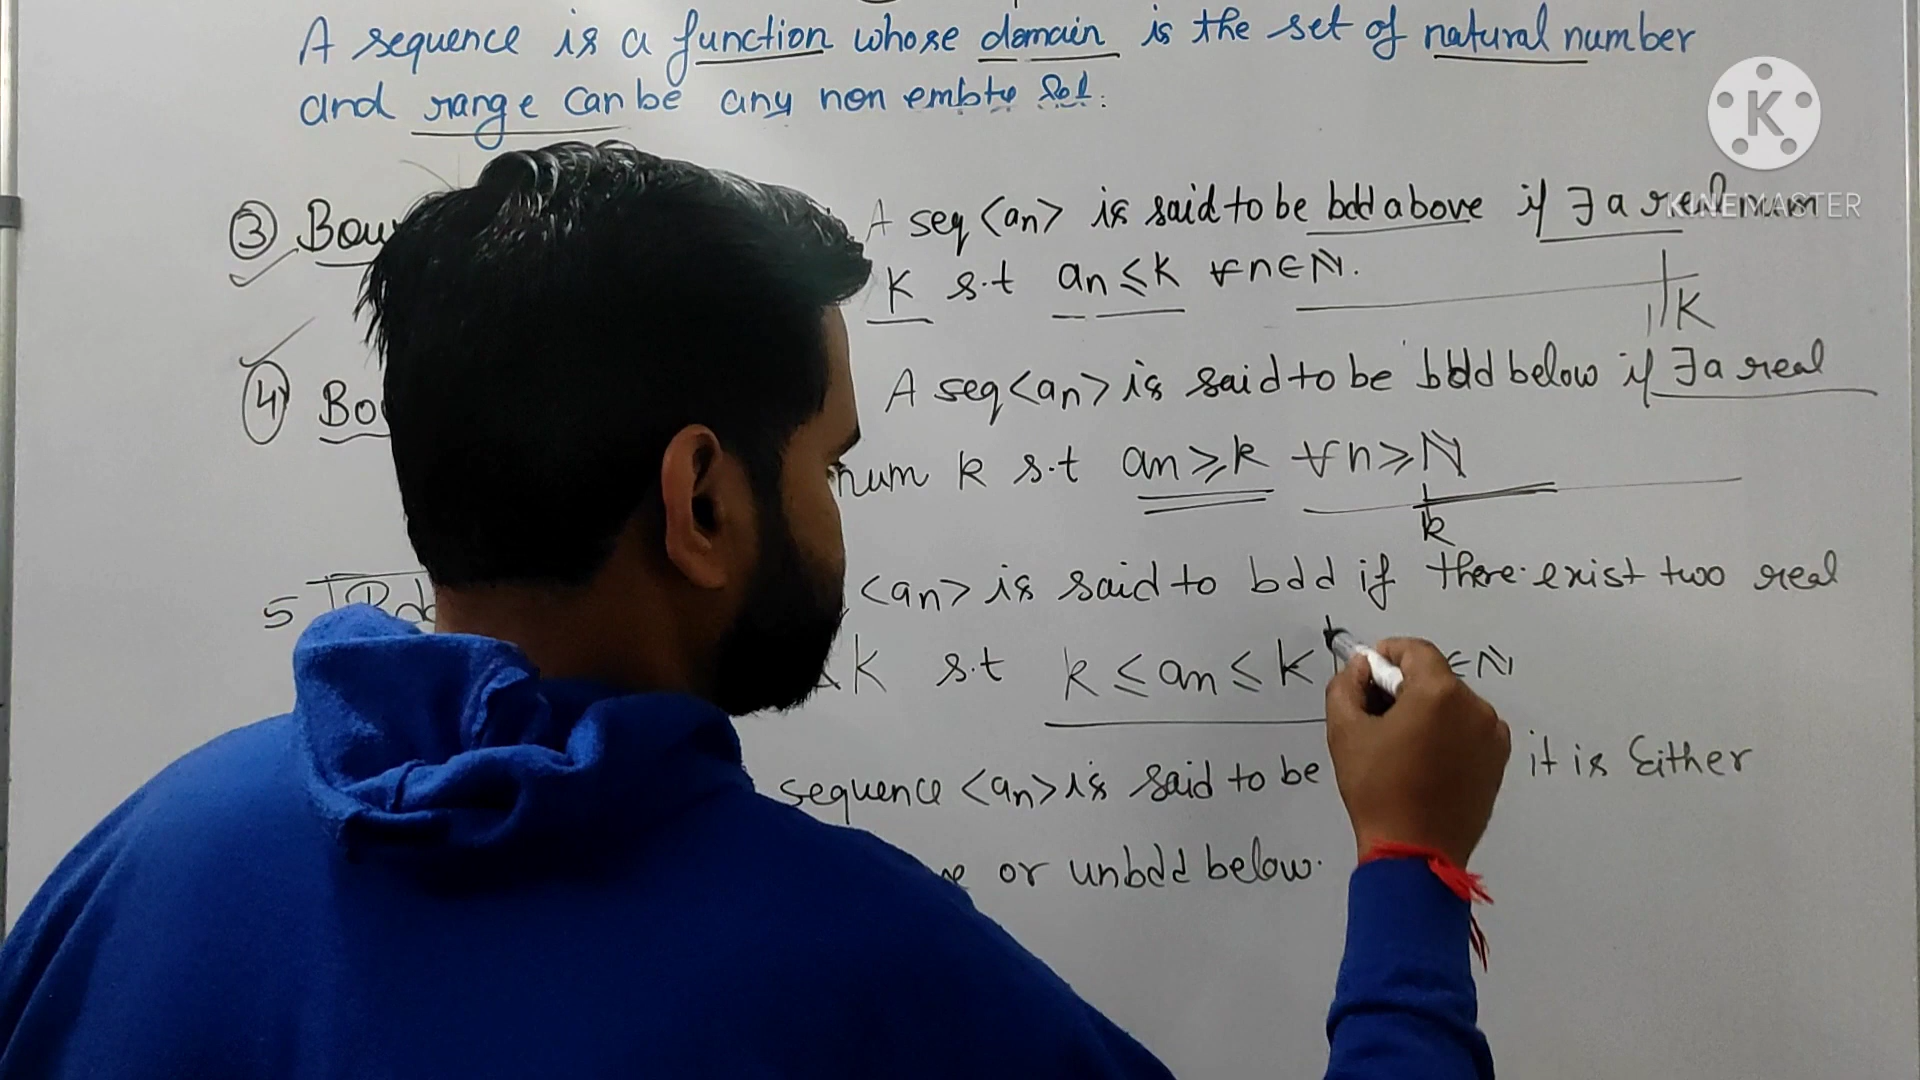 A sequence is a function whose domain is the set of natural number
and range can be any non empty set.
③ Bou A seq <an> is said to be bdd above if ∃ a real num
K s.t an ≤ K ∀ n ∈ N.
K
④ Bo A seq <an> is said to be bdd below if ∃ a real
num k s.t an ≥ k ∀ n ≥ N
k
5 Bdd <an> is said to bdd if there exist two real
K s.t k ≤ an ≤ K ∈ N
sequence <an> is said to be it is Either
or unbdd below.
K
KINEMASTER